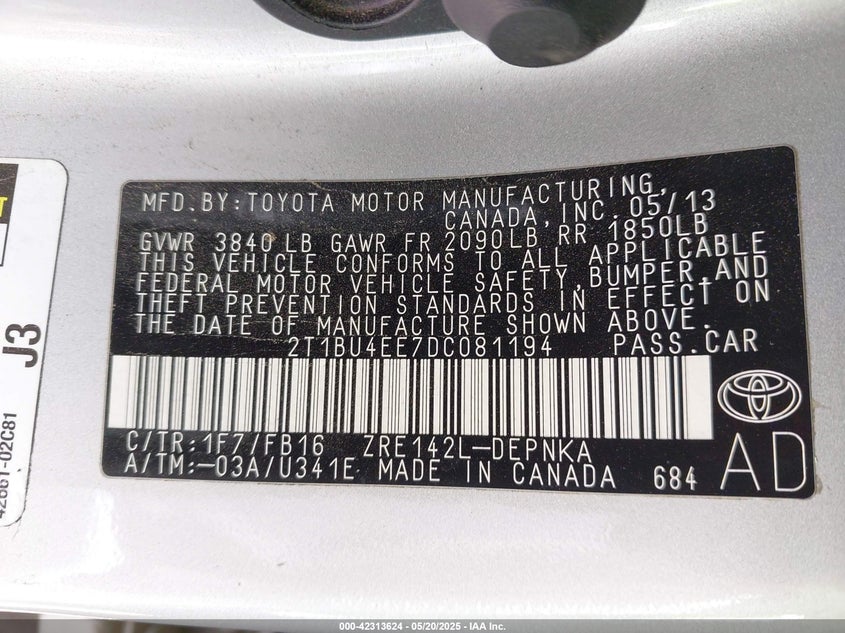 MFD.BY:TOYOTA MOTOR MANUFACTURING,
CANADA,INC. 05/13
GVWR 3840LB GAWR FR 2090LB RR 1850LB
THIS VEHICLE CONFORMS TO ALL APPLICABLE
FEDERAL MOTOR VEHICLE SAFETY,BUMPER,AND
THEFT PREVENTION STANDARDS IN EFFECT ON
THE DATE OF MANUFACTURE SHOWN ABOVE.
2T1BU4EE7DC081194 PASS.CAR
C/TR:1F7/FB16 ZRE142L-DEPNKA
A/TM:-03A/U341E MADE IN CANADA 684
AD
J3
42661-02C81
000-42313624 | 05/20/2025 - IAA Inc.